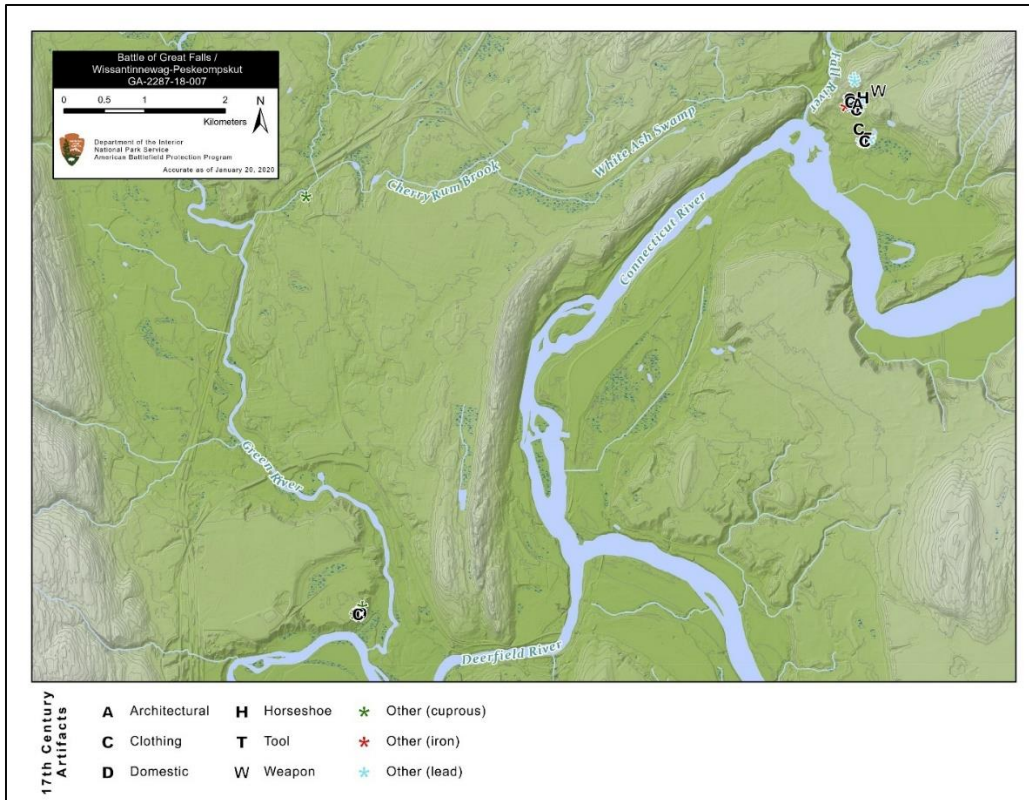 Battle of Great Falls /
Wissantinnewag-Peskeompskut
GA-2287-18-007
0 0.5 1 2
Kilometers
N
Department of the Interior
National Park Service
American Battlefield Protection Program
Accurate as of January 20, 2020
Fall River
H W
C
A
C
C
C
White Ash Swamp
CherryRum Brook
Connecticut River
Green River
Deerfield River
17th Century
Artifacts
A Architectural H Horseshoe * Other (cuprous)
C Clothing T Tool * Other (iron)
D Domestic W Weapon * Other (lead)